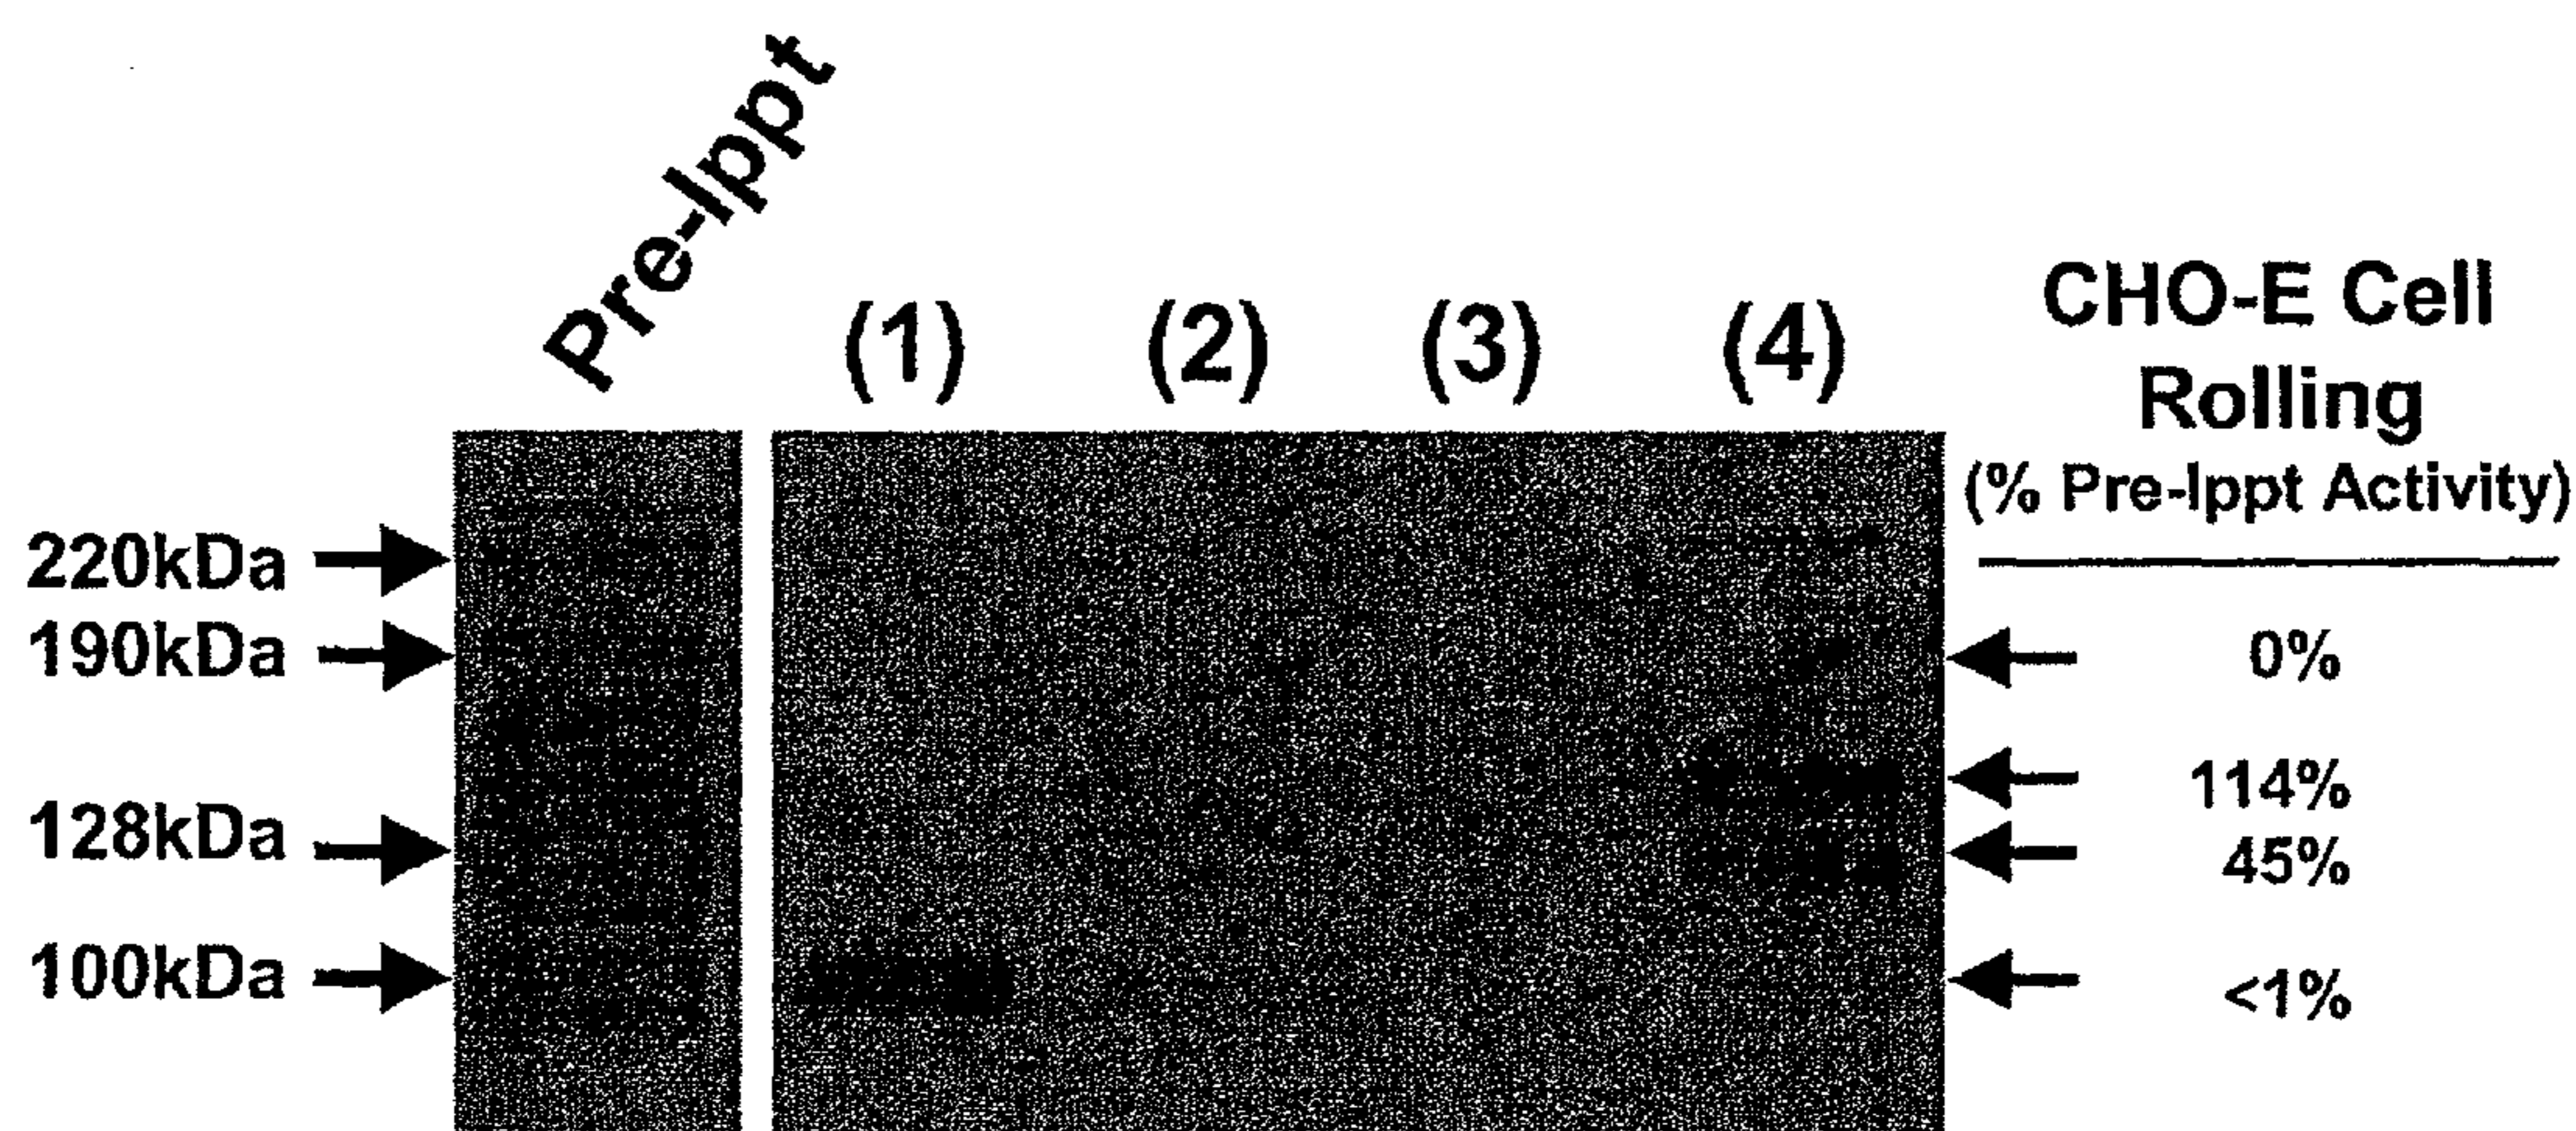 Pre-Ippt
(1) (2) (3) (4)
CHO-E Cell
Rolling
(% Pre-Ippt Activity)
220kDa
190kDa 0%
114%
128kDa 45%
100kDa <1%